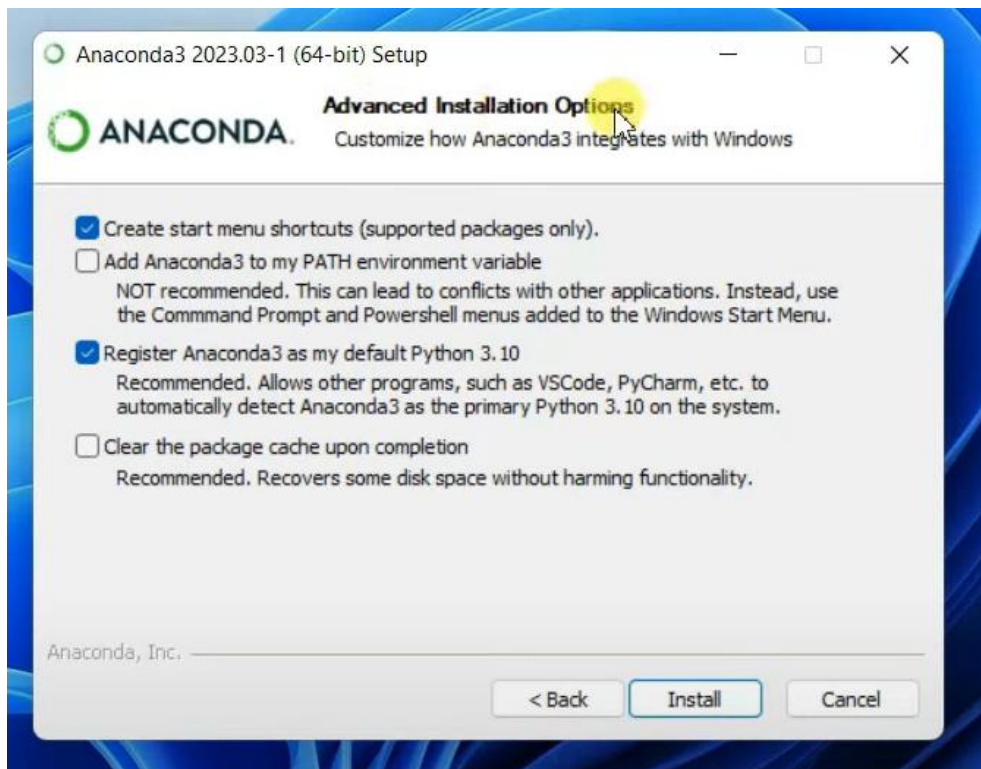 Anaconda3 2023.03-1 (64-bit) Setup
ANACONDA.
Advanced Installation Options
Customize how Anaconda3 integrates with Windows
Create start menu shortcuts (supported packages only).
Add Anaconda3 to my PATH environment variable
NOT recommended. This can lead to conflicts with other applications. Instead, use
the Commmand Prompt and Powershell menus added to the Windows Start Menu.
Register Anaconda3 as my default Python 3.10
Recommended. Allows other programs, such as VSCode, PyCharm, etc. to
automatically detect Anaconda3 as the primary Python 3.10 on the system.
Clear the package cache upon completion
Recommended. Recovers some disk space without harming functionality.
Anaconda, Inc.
< Back
Install
Cancel